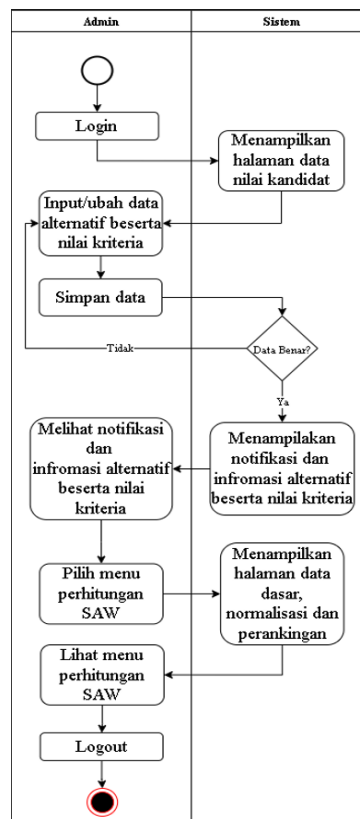 Admin
Sistem
Login
Menampilkan
halaman data
nilai kandidat
Input/ubah data
alternatif beserta
nilai kriteria
Simpan data
Data Benar?
Tidak
Ya
Melihat notifikasi
dan
infromasi alternatif
beserta nilai
kriteria
Menampilakan
notifikasi dan
infromasi alternatif
beserta nilai kriteria
Pilih menu
perhitungan
SAW
Menampilkan
halaman data
dasar,
normalisasi dan
perankingan
Lihat menu
perhitungan
SAW
Logout